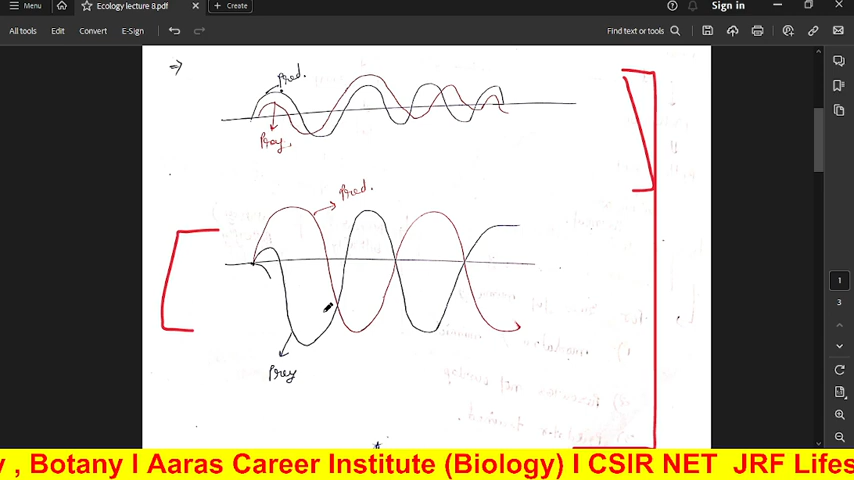 Menu
Ecology lecture 8.pdf
Create
Sign in
All tools
Edit
Convert
E-Sign
Find text or tools
Pred.
Prey
Pred.
Prey
1
3
y , Botany I Aaras Career Institute (Biology) I CSIR NET JRF Lifes